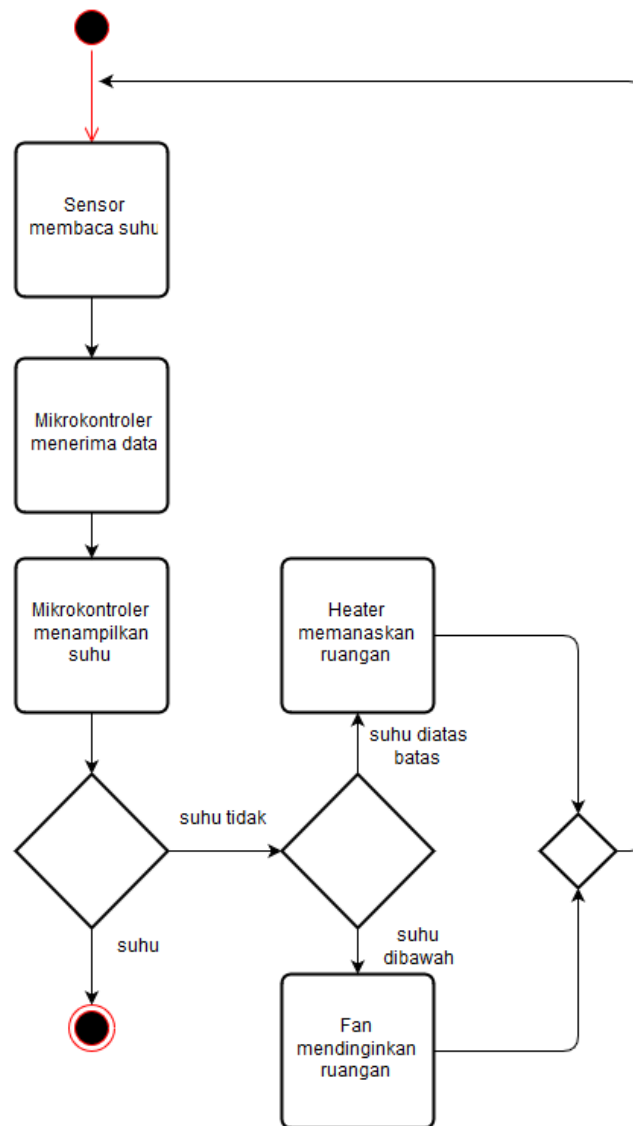 Sensor
membaca suhu
Mikrokontroler
menerima data
Mikrokontroler
menampilkan
suhu
Heater
memanaskan
ruangan
suhu diatas
batas
suhu tidak
suhu
suhu
dibawah
Fan
mendinginkan
ruangan